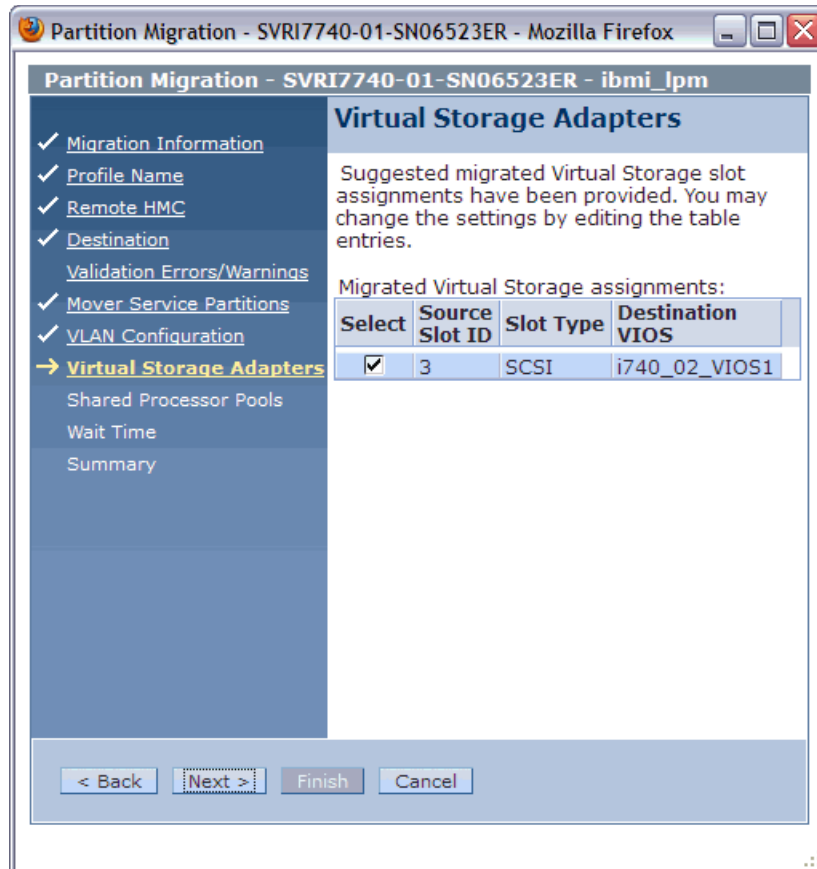 Partition Migration - SVRI7740-01-SN06523ER - Mozilla Firefox
Partition Migration - SVRI7740-01-SN06523ER - ibmi_lpm
Migration Information
Profile Name
Remote HMC
Destination
Validation Errors/Warnings
Mover Service Partitions
VLAN Configuration
Virtual Storage Adapters
Shared Processor Pools
Wait Time
Summary
Virtual Storage Adapters
Suggested migrated Virtual Storage slot
assignments have been provided. You may
change the settings by editing the table
entries.
Migrated Virtual Storage assignments:
Select Source Slot ID Slot Type Destination VIOS
3 SCSI i740_02_VIOS1
< Back Next > Finish Cancel